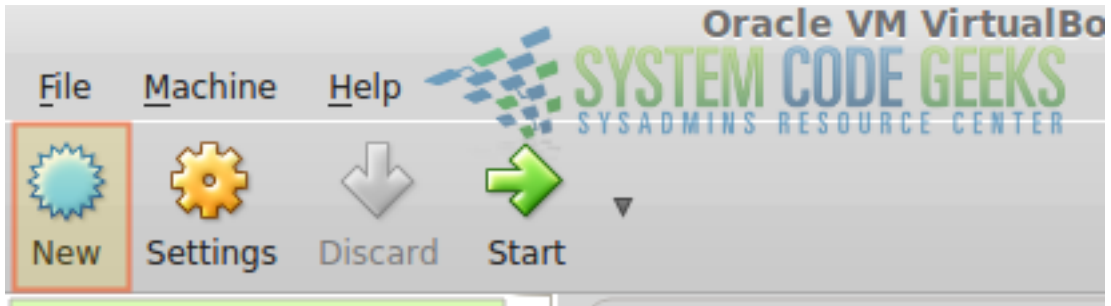 Oracle VM VirtualBo
SYSTEM CODE GEEKS
SYSADMINS RESOURCE CENTER
File Machine Help
New Settings Discard Start